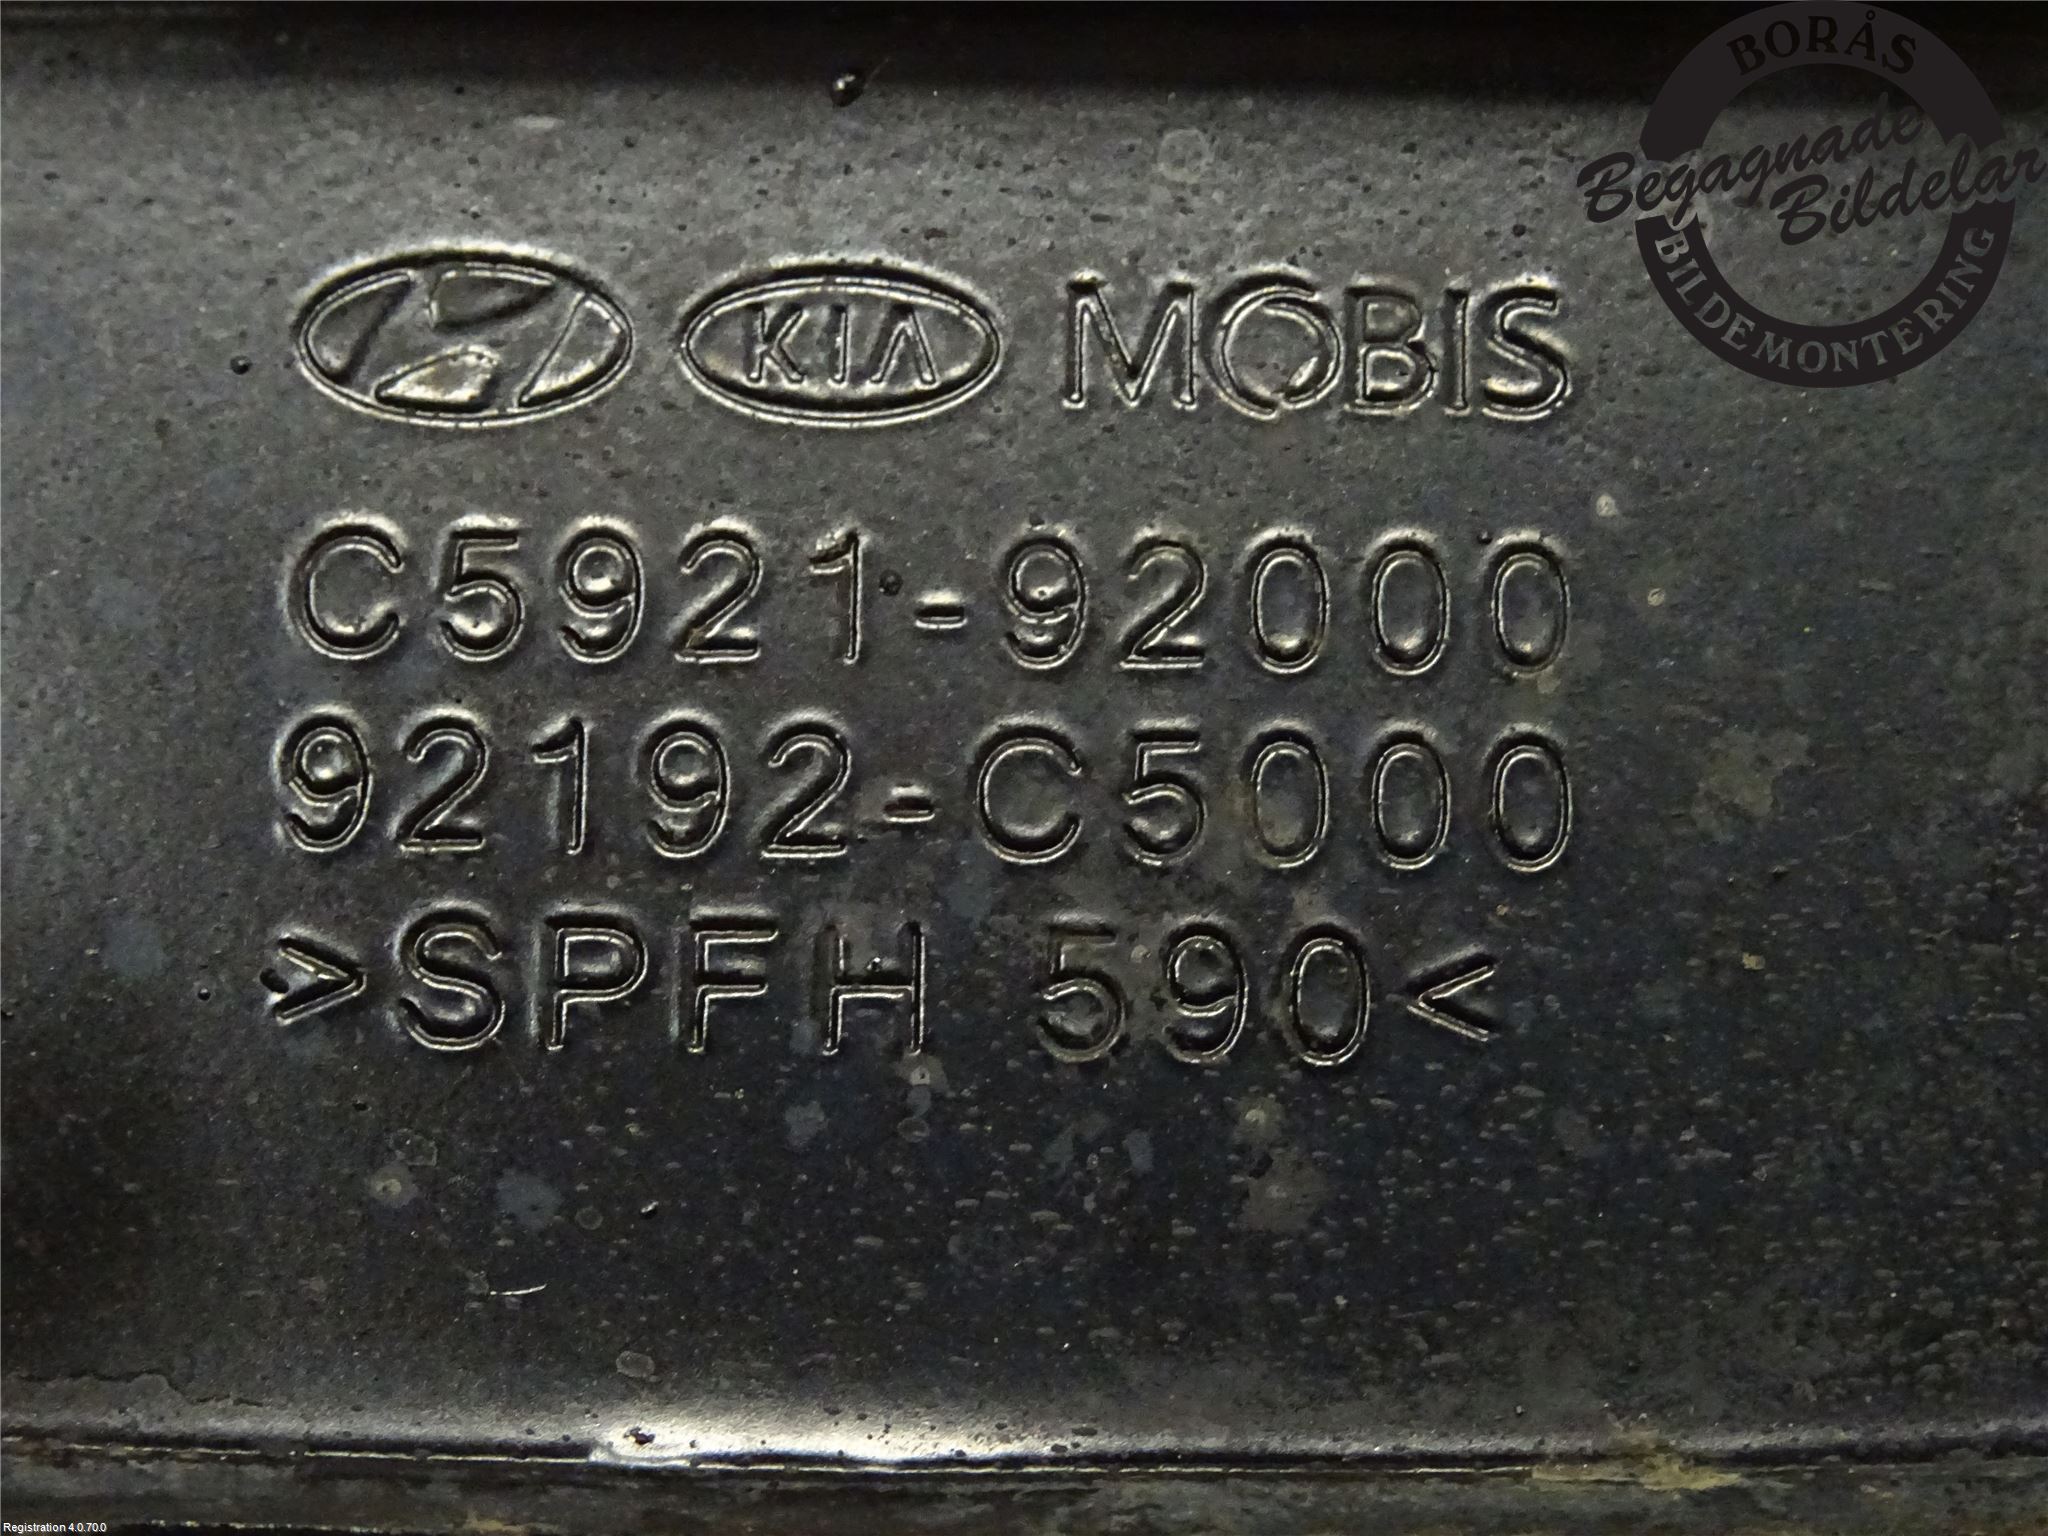 BORÅS
Begagnade
Bildelar
BILDEMONTERING
KIA MOBIS
C5921-92000
92192-C5000
>SPFH 590<
Registration 4.0.70.0